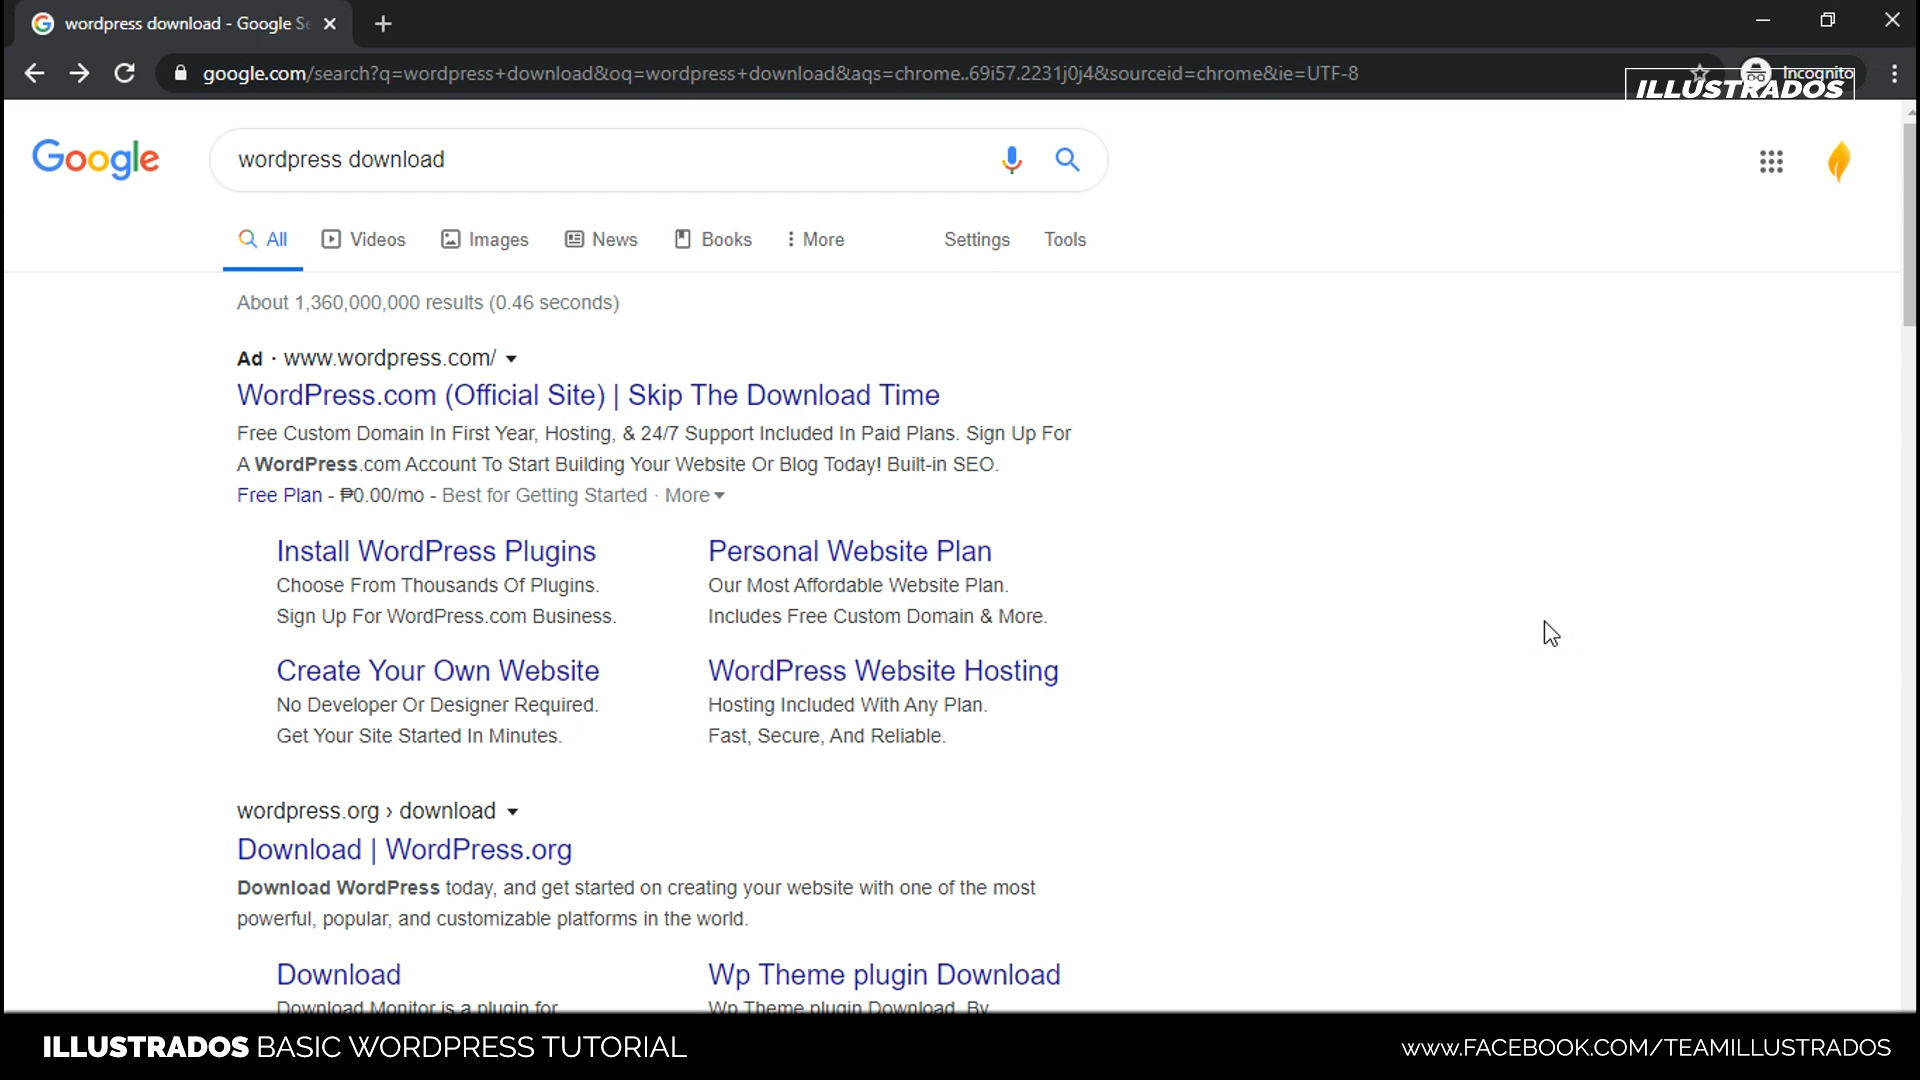 wordpress download - Google Se
google.com/search?q=wordpress+download&oq=wordpress+download&aqs=chrome..69i57.2231j0j4&sourceid=chrome&ie=UTF-8
Incognito
ILLUSTRADOS
Google
wordpress download
All
Videos
Images
News
Books
More
Settings
Tools
About 1,360,000,000 results (0.46 seconds)
Ad · www.wordpress.com/
WordPress.com (Official Site) | Skip The Download Time
Free Custom Domain In First Year, Hosting, & 24/7 Support Included In Paid Plans. Sign Up For
A WordPress.com Account To Start Building Your Website Or Blog Today! Built-in SEO.
Free Plan - ₱0.00/mo - Best for Getting Started · More
Install WordPress Plugins
Choose From Thousands Of Plugins.
Sign Up For WordPress.com Business.
Personal Website Plan
Our Most Affordable Website Plan.
Includes Free Custom Domain & More.
Create Your Own Website
No Developer Or Designer Required.
Get Your Site Started In Minutes.
WordPress Website Hosting
Hosting Included With Any Plan.
Fast, Secure, And Reliable.
wordpress.org › download
Download | WordPress.org
Download WordPress today, and get started on creating your website with one of the most
powerful, popular, and customizable platforms in the world.
Download
Download Monitor is a plugin for
Wp Theme plugin Download
Wp Theme plugin Download. By
ILLUSTRADOS BASIC WORDPRESS TUTORIAL
www.FACEBOOK.COM/TEAMILLUSTRADOS